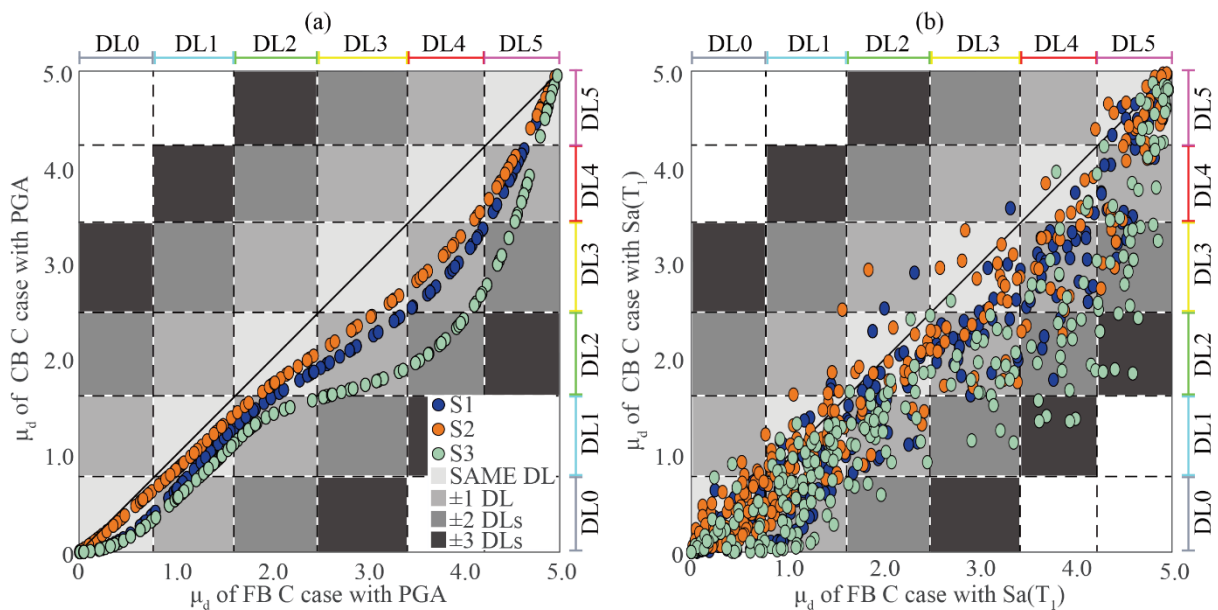 (a)
DL0 DL1 DL2 DL3 DL4 DL5
5.0
4.0
3.0
2.0
1.0
0
μd of CB C case with PGA
DL5
DL4
DL3
DL2
DL1
DL0
S1
S2
S3
SAME DL
±1 DL
±2 DLs
±3 DLs
0 1.0 2.0 3.0 4.0 5.0
μd of FB C case with PGA
(b)
DL0 DL1 DL2 DL3 DL4 DL5
5.0
4.0
3.0
2.0
1.0
0
μd of CB C case with Sa(T1)
DL5
DL4
DL3
DL2
DL1
DL0
0 1.0 2.0 3.0 4.0 5.0
μd of FB C case with Sa(T1)